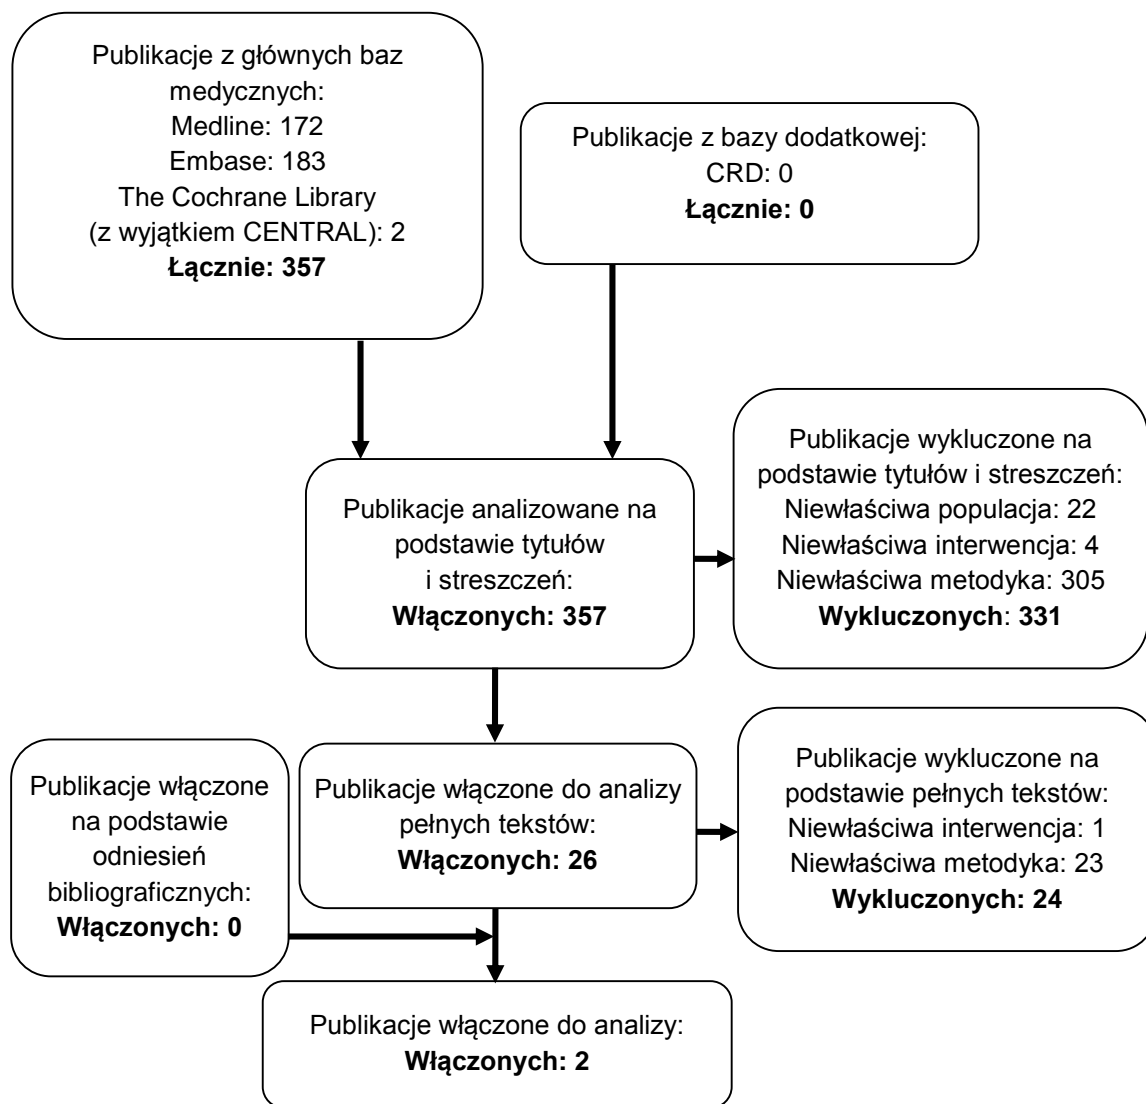 Publikacje z głównych baz
medycznych:
Medline: 172
Embase: 183
The Cochrane Library
(z wyjątkiem CENTRAL): 2
Łącznie: 357
Publikacje z bazy dodatkowej:
CRD: 0
Łącznie: 0
Publikacje analizowane na
podstawie tytułów
i streszczeń:
Włączonych: 357
Publikacje wykluczone na
podstawie tytułów i streszczeń:
Niewłaściwa populacja: 22
Niewłaściwa interwencja: 4
Niewłaściwa metodyka: 305
Wykluczonych: 331
Publikacje włączone
na podstawie
odniesień
bibliograficznych:
Włączonych: 0
Publikacje włączone do analizy
pełnych tekstów:
Włączonych: 26
Publikacje wykluczone na
podstawie pełnych tekstów:
Niewłaściwa interwencja: 1
Niewłaściwa metodyka: 23
Wykluczonych: 24
Publikacje włączone do analizy:
Włączonych: 2